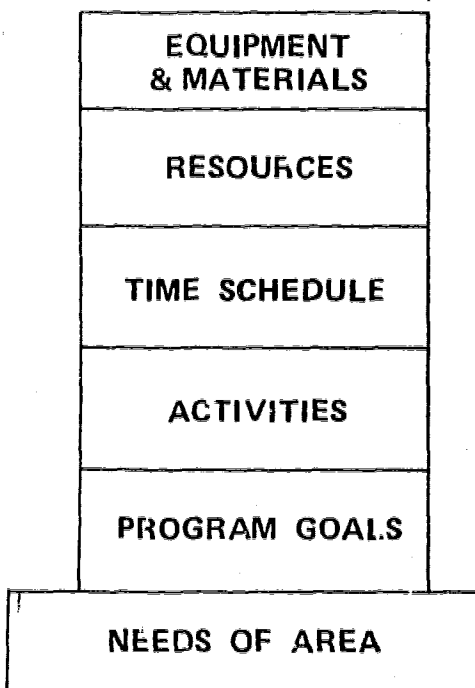 EQUIPMENT
& MATERIALS
RESOURCES
TIME SCHEDULE
ACTIVITIES
PROGRAM GOALS
NEEDS OF AREA